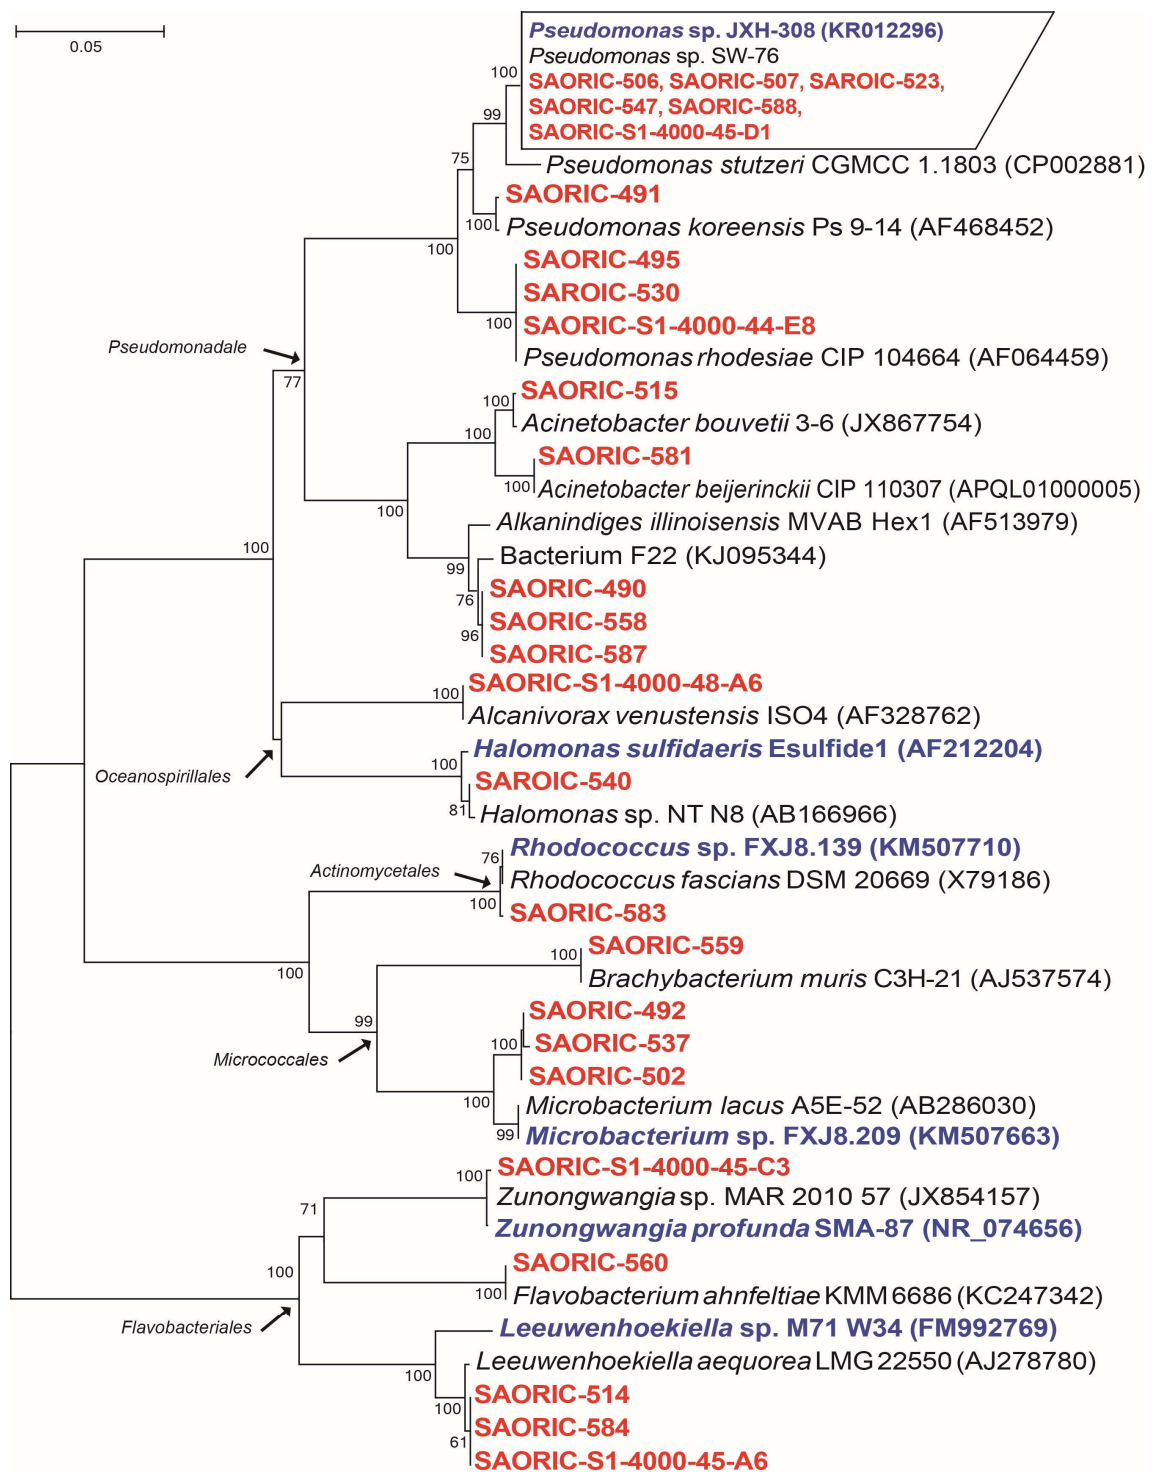 0.05
Pseudomonas sp. JXH-308 (KR012296)
Pseudomonas sp. SW-76
SAORIC-506, SAORIC-507, SAROIC-523,
SAORIC-547, SAORIC-588,
SAORIC-S1-4000-45-D1
100
99
Pseudomonas stutzeri CGMCC 1.1803 (CP002881)
75
SAORIC-491
100
Pseudomonas koreensis Ps 9-14 (AF468452)
100
SAORIC-495
SAROIC-530
SAORIC-S1-4000-44-E8
100
Pseudomonas rhodesiae CIP 104664 (AF064459)
Pseudomonadale
77
SAORIC-515
100
Acinetobacter bouvetii 3-6 (JX867754)
100
SAORIC-581
100
Acinetobacter beijerinckii CIP 110307 (APQL01000005)
100
Alkanindiges illinoisensis MVAB Hex1 (AF513979)
100
Bacterium F22 (KJ095344)
99
SAORIC-490
76
SAORIC-558
96
SAORIC-587
SAORIC-S1-4000-48-A6
100
Alcanivorax venustensis ISO4 (AF328762)
Halomonas sulfidaeris Esulfide1 (AF212204)
100
Oceanospirillales
SAROIC-540
81
Halomonas sp. NT N8 (AB166966)
Rhodococcus sp. FXJ8.139 (KM507710)
76
Actinomycetales
Rhodococcus fascians DSM 20669 (X79186)
100
SAORIC-583
SAORIC-559
100
100
Brachybacterium muris C3H-21 (AJ537574)
SAORIC-492
99
SAORIC-537
100
Micrococcales
SAORIC-502
100
Microbacterium lacus A5E-52 (AB286030)
99
Microbacterium sp. FXJ8.209 (KM507663)
SAORIC-S1-4000-45-C3
100
Zunongwangia sp. MAR 2010 57 (JX854157)
71
Zunongwangia profunda SMA-87 (NR_074656)
SAORIC-560
100
100
Flavobacterium ahnfeltiae KMM 6686 (KC247342)
Flavobacteriales
Leeuwenhoekiella sp. M71 W34 (FM992769)
Leeuwenhoekiella aequorea LMG 22550 (AJ278780)
100
SAORIC-514
100
SAORIC-584
61
SAORIC-S1-4000-45-A6